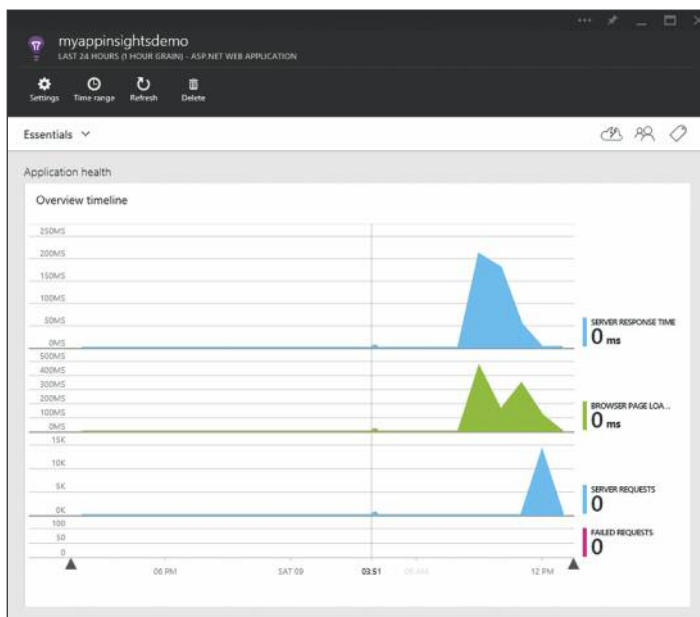 myappinsightsdemo
LAST 24 HOURS (1 HOUR GRAIN) - ASP.NET WEB APPLICATION
Settings
Time range
Refresh
Delete
Essentials
Application health
Overview timeline
250MS
200MS
150MS
100MS
50MS
0MS
SERVER RESPONSE TIME
0 ms
500MS
400MS
300MS
200MS
100MS
0MS
BROWSER PAGE LOA...
0 ms
15K
10K
5K
0K
SERVER REQUESTS
0
100
50
0
FAILED REQUESTS
0
06 PM
SAT 09
03:51
06 AM
12 PM